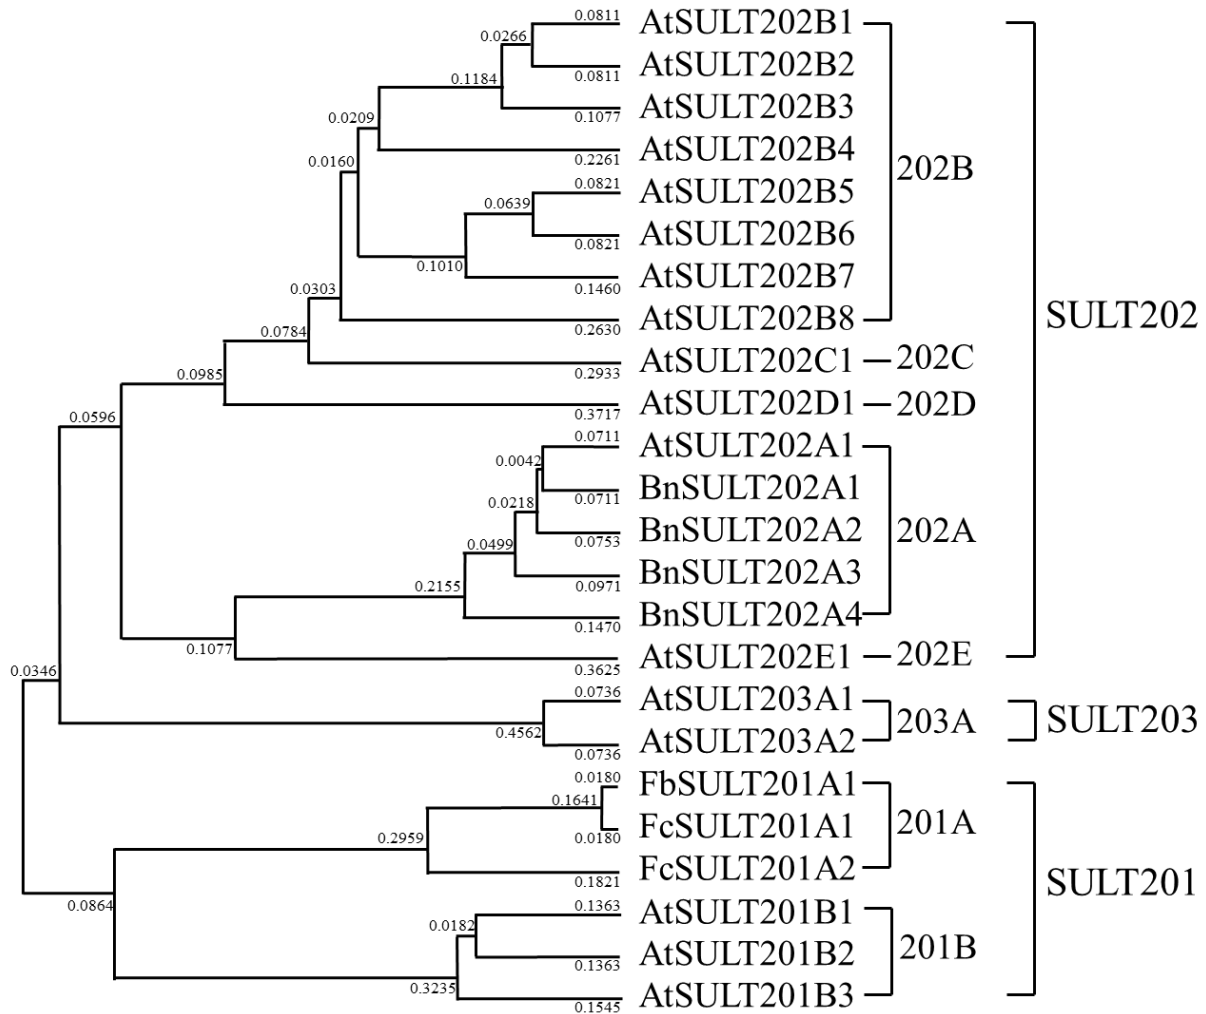 0.0811 AtSULT202B1
0.0266
0.0811 AtSULT202B2
0.1184
0.1077 AtSULT202B3
0.0209
0.2261 AtSULT202B4
0.0160
202B
0.0821 AtSULT202B5
0.0639
0.0821 AtSULT202B6
0.1010
0.1460 AtSULT202B7
0.0303
0.2630 AtSULT202B8
SULT202
0.0784
0.2933 AtSULT202C1 202C
0.0985
0.3717 AtSULT202D1 202D
0.0596
0.0711 AtSULT202A1
0.0042
0.0711 BnSULT202A1
0.0218
0.0753 BnSULT202A2
202A
0.0499
0.0971 BnSULT202A3
0.2155
0.1470 BnSULT202A4
0.1077
0.3625 AtSULT202E1 202E
0.0346
0.0736 AtSULT203A1
0.4562
203A
SULT203
0.0736 AtSULT203A2
0.0180 FbSULT201A1
0.1641
0.0180 FcSULT201A1
201A
0.2959
0.1821 FcSULT201A2
SULT201
0.0864
0.1363 AtSULT201B1
0.0182
0.1363 AtSULT201B2
201B
0.3235
0.1545 AtSULT201B3